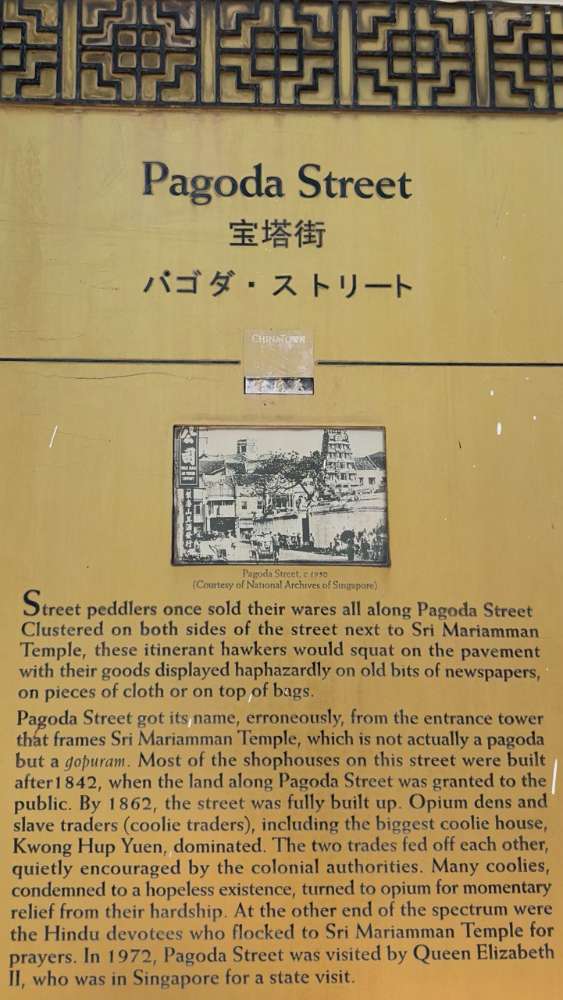 Pagoda Street
宝塔街
パゴダ・ストリート
CHINATOWN
公司
Pagoda Street, c 1950
(Courtesy of National Archives of Singapore)
Street peddlers once sold their wares all along Pagoda Street
Clustered on both sides of the street next to Sri Mariamman
Temple, these itinerant hawkers would squat on the pavement
with their goods displayed haphazardly on old bits of newspapers,
on pieces of cloth or on top of bags.
Pagoda Street got its name, erroneously, from the entrance tower
that frames Sri Mariamman Temple, which is not actually a pagoda
but a gopuram. Most of the shophouses on this street were built
after1842, when the land along Pagoda Street was granted to the
public. By 1862, the street was fully built up. Opium dens and
slave traders (coolie traders), including the biggest coolie house,
Kwong Hup Yuen, dominated. The two trades fed off each other,
quietly encouraged by the colonial authorities. Many coolies,
condemned to a hopeless existence, turned to opium for momentary
relief from their hardship. At the other end of the spectrum were
the Hindu devotees who flocked to Sri Mariamman Temple for
prayers. In 1972, Pagoda Street was visited by Queen Elizabeth
II, who was in Singapore for a state visit.